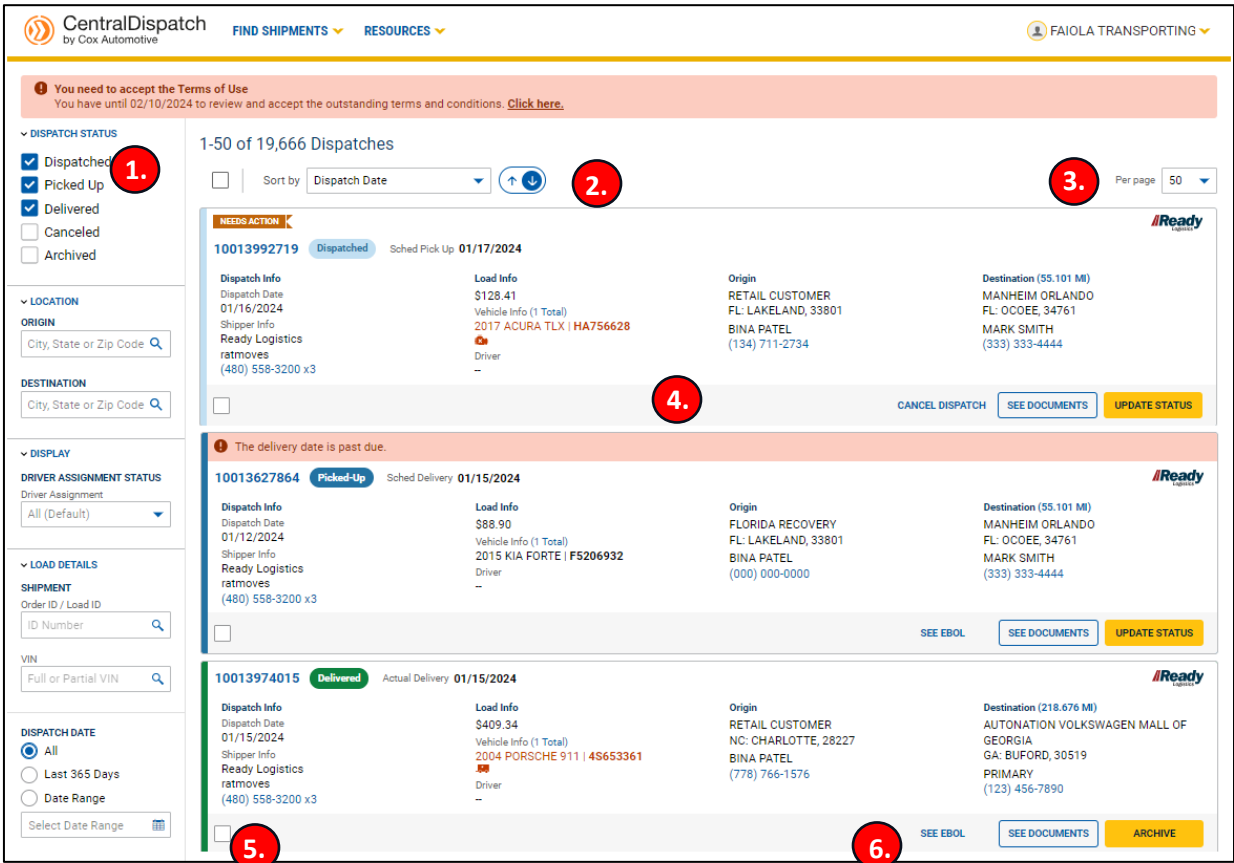 CentralDispatch
by Cox Automotive
FIND SHIPMENTS
RESOURCES
FAIOLA TRANSPORTING
You need to accept the Terms of Use
You have until 02/10/2024 to review and accept the outstanding terms and conditions. Click here.
DISPATCH STATUS
Dispatched
Picked Up
Delivered
Canceled
Archived
1.
LOCATION
ORIGIN
City, State or Zip Code
DESTINATION
City, State or Zip Code
DISPLAY
DRIVER ASSIGNMENT STATUS
Driver Assignment
All (Default)
LOAD DETAILS
SHIPMENT
Order ID / Load ID
ID Number
VIN
Full or Partial VIN
DISPATCH DATE
All
Last 365 Days
Date Range
Select Date Range
1-50 of 19,666 Dispatches
Sort by Dispatch Date
2.
3.
Per page 50
NEEDS ACTION
Ready
Logistics
10013992719 Dispatched Sched Pick Up 01/17/2024
Dispatch Info
Dispatch Date
01/16/2024
Shipper Info
Ready Logistics
ratmoves
(480) 558-3200 x3
Load Info
$128.41
Vehicle Info (1 Total)
2017 ACURA TLX | HA756628
Driver
--
Origin
RETAIL CUSTOMER
FL: LAKELAND, 33801
BINA PATEL
(134) 711-2734
Destination (55.101 MI)
MANHEIM ORLANDO
FL: OCOEE, 34761
MARK SMITH
(333) 333-4444
4.
CANCEL DISPATCH SEE DOCUMENTS UPDATE STATUS
The delivery date is past due.
10013627864 Picked-Up Sched Delivery 01/15/2024
Ready
Logistics
Dispatch Info
Dispatch Date
01/12/2024
Shipper Info
Ready Logistics
ratmoves
(480) 558-3200 x3
Load Info
$88.90
Vehicle Info (1 Total)
2015 KIA FORTE | F5206932
Driver
--
Origin
FLORIDA RECOVERY
FL: LAKELAND, 33801
BINA PATEL
(000) 000-0000
Destination (55.101 MI)
MANHEIM ORLANDO
FL: OCOEE, 34761
MARK SMITH
(333) 333-4444
SEE EBOL SEE DOCUMENTS UPDATE STATUS
10013974015 Delivered Actual Delivery 01/15/2024
Ready
Logistics
Dispatch Info
Dispatch Date
01/15/2024
Shipper Info
Ready Logistics
ratmoves
(480) 558-3200 x3
Load Info
$409.34
Vehicle Info (1 Total)
2004 PORSCHE 911 | 4S653361
Driver
--
Origin
RETAIL CUSTOMER
NC: CHARLOTTE, 28227
BINA PATEL
(778) 766-1576
Destination (218.676 MI)
AUTONATION VOLKSWAGEN MALL OF
GEORGIA
GA: BUFORD, 30519
PRIMARY
(123) 456-7890
5.
6.
SEE EBOL SEE DOCUMENTS ARCHIVE